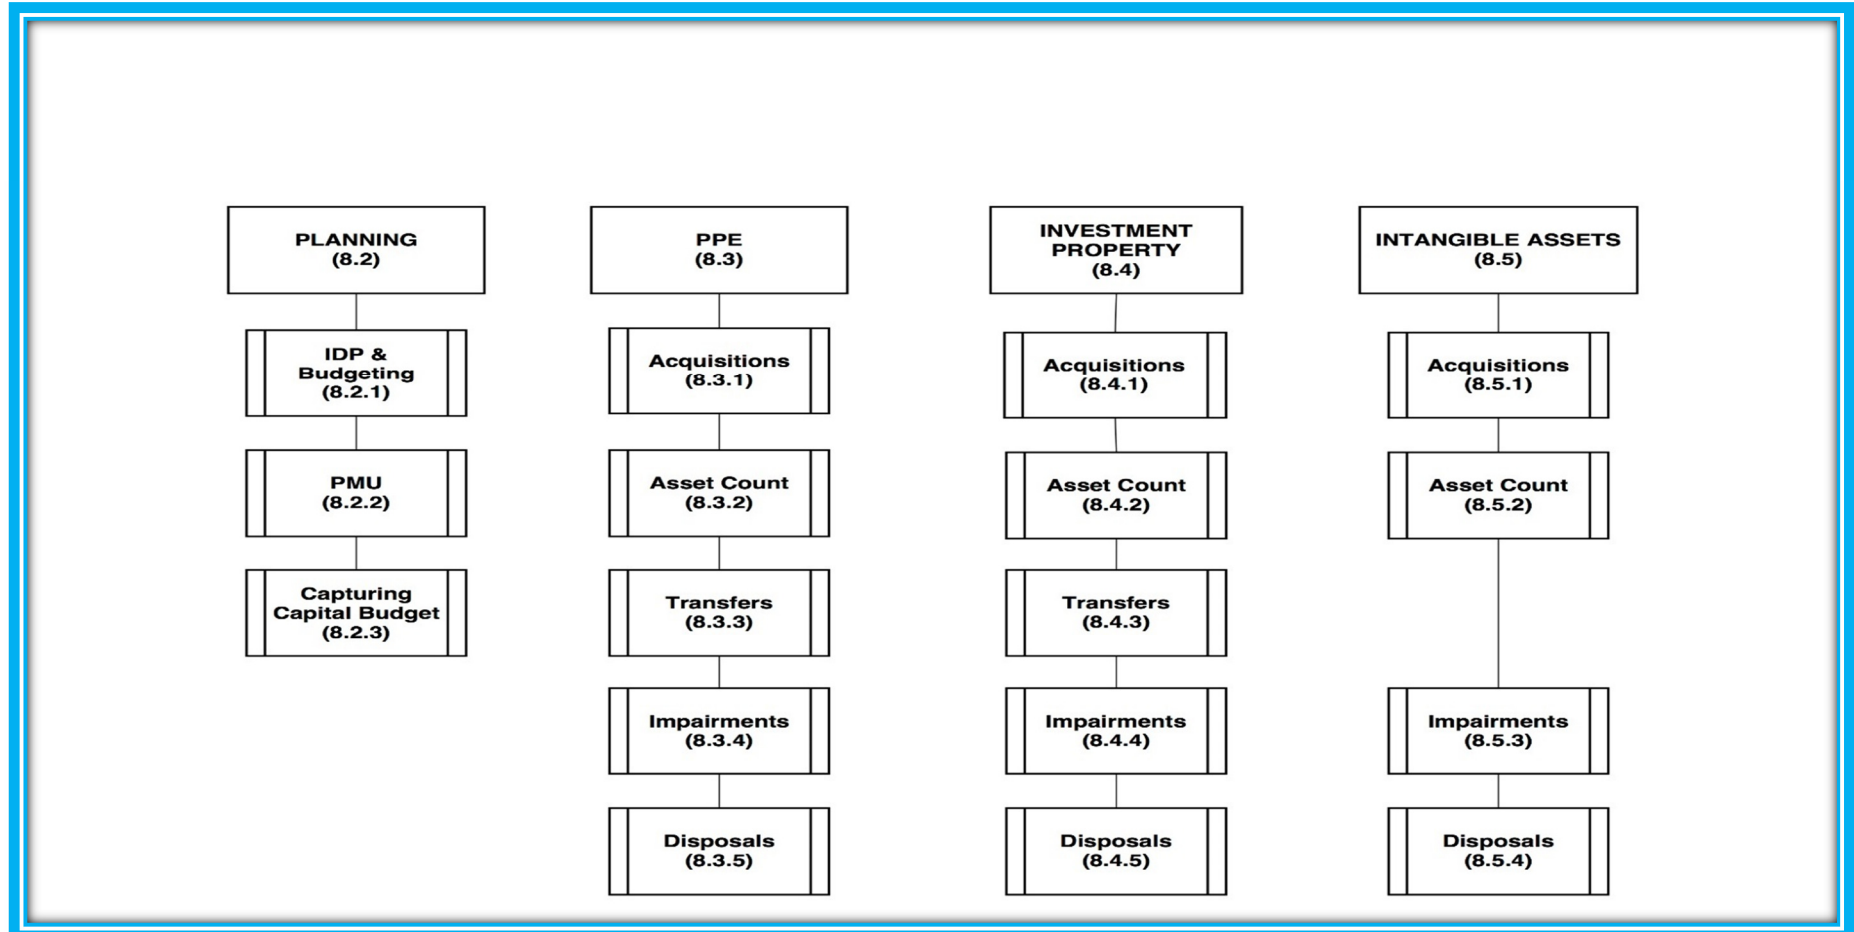 PLANNING
(8.2)
IDP &
Budgeting
(8.2.1)
PMU
(8.2.2)
Capturing
Capital Budget
(8.2.3)
PPE
(8.3)
Acquisitions
(8.3.1)
Asset Count
(8.3.2)
Transfers
(8.3.3)
Impairments
(8.3.4)
Disposals
(8.3.5)
INVESTMENT
PROPERTY
(8.4)
Acquisitions
(8.4.1)
Asset Count
(8.4.2)
Transfers
(8.4.3)
Impairments
(8.4.4)
Disposals
(8.4.5)
INTANGIBLE ASSETS
(8.5)
Acquisitions
(8.5.1)
Asset Count
(8.5.2)
Impairments
(8.5.3)
Disposals
(8.5.4)